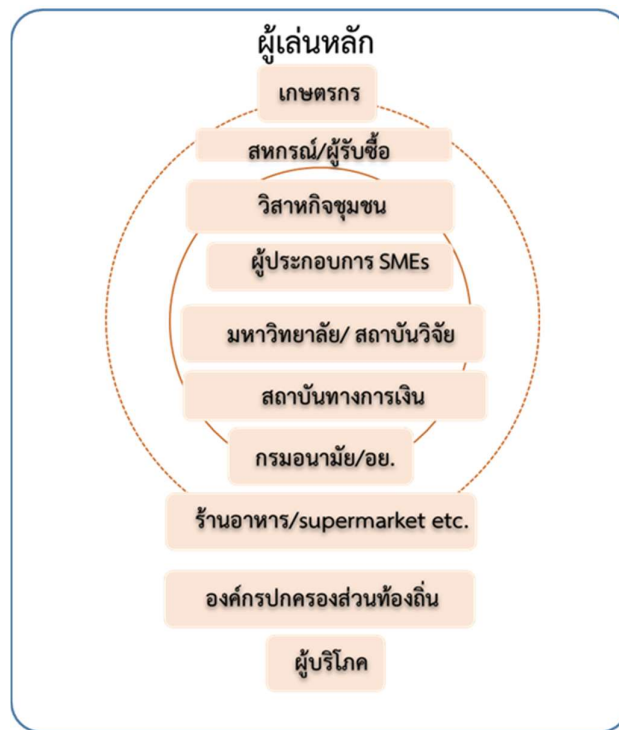 ผู้เล่นหลัก
เกษตรกร
สหกรณ์/ผู้รับซื้อ
วิสาหกิจชุมชน
ผู้ประกอบการ SMEs
มหาวิทยาลัย/ สถาบันวิจัย
สถาบันทางการเงิน
กรมอนามัย/อย.
ร้านอาหาร/supermarket etc.
องค์กรปกครองส่วนท้องถิ่น
ผู้บริโภค